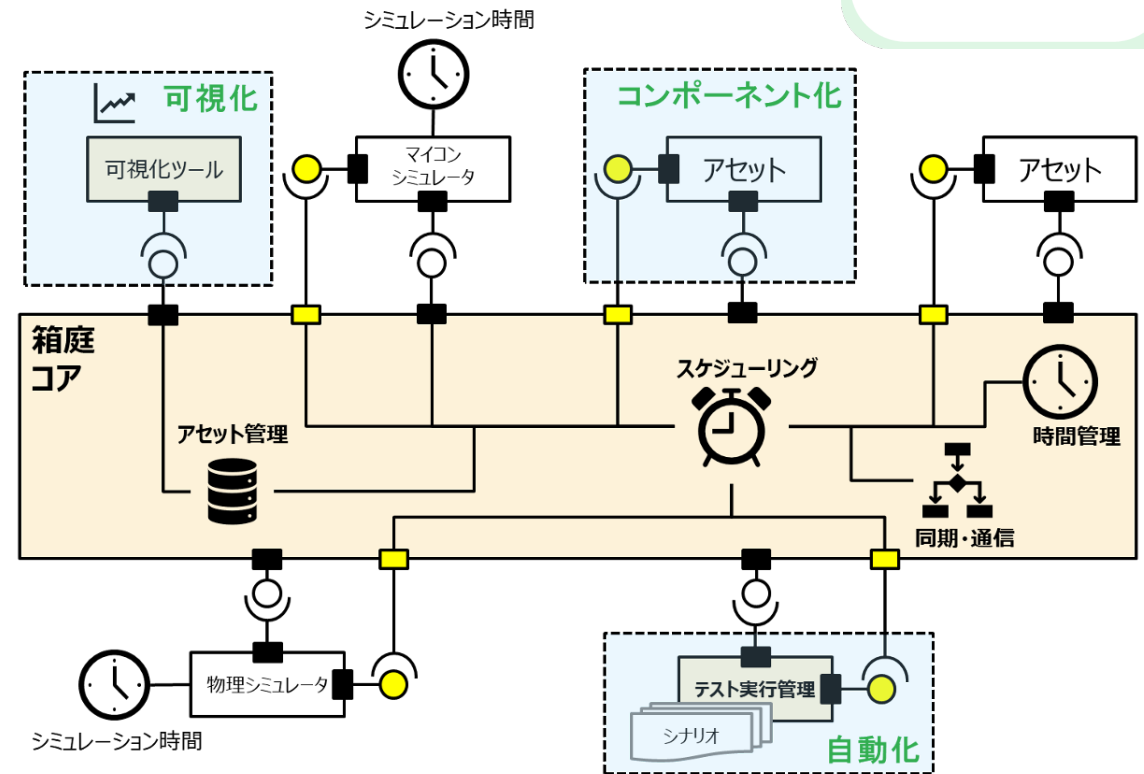 シミュレーション時間
可視化
コンポーネント化
可視化ツール
マイコン
シミュレータ
アセット
アセット
箱庭
コア
スケジューリング
アセット管理
時間管理
同期・通信
物理シミュレータ
テスト実行管理
シナリオ
シミュレーション時間
自動化